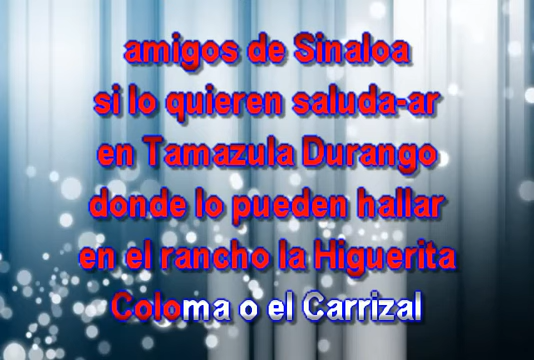 amigos de Sinaloa
si lo quieren saluda-ar
en Tamazula Durango
donde lo pueden hallar
en el rancho la Higuerita
Coloma o el Carrizal